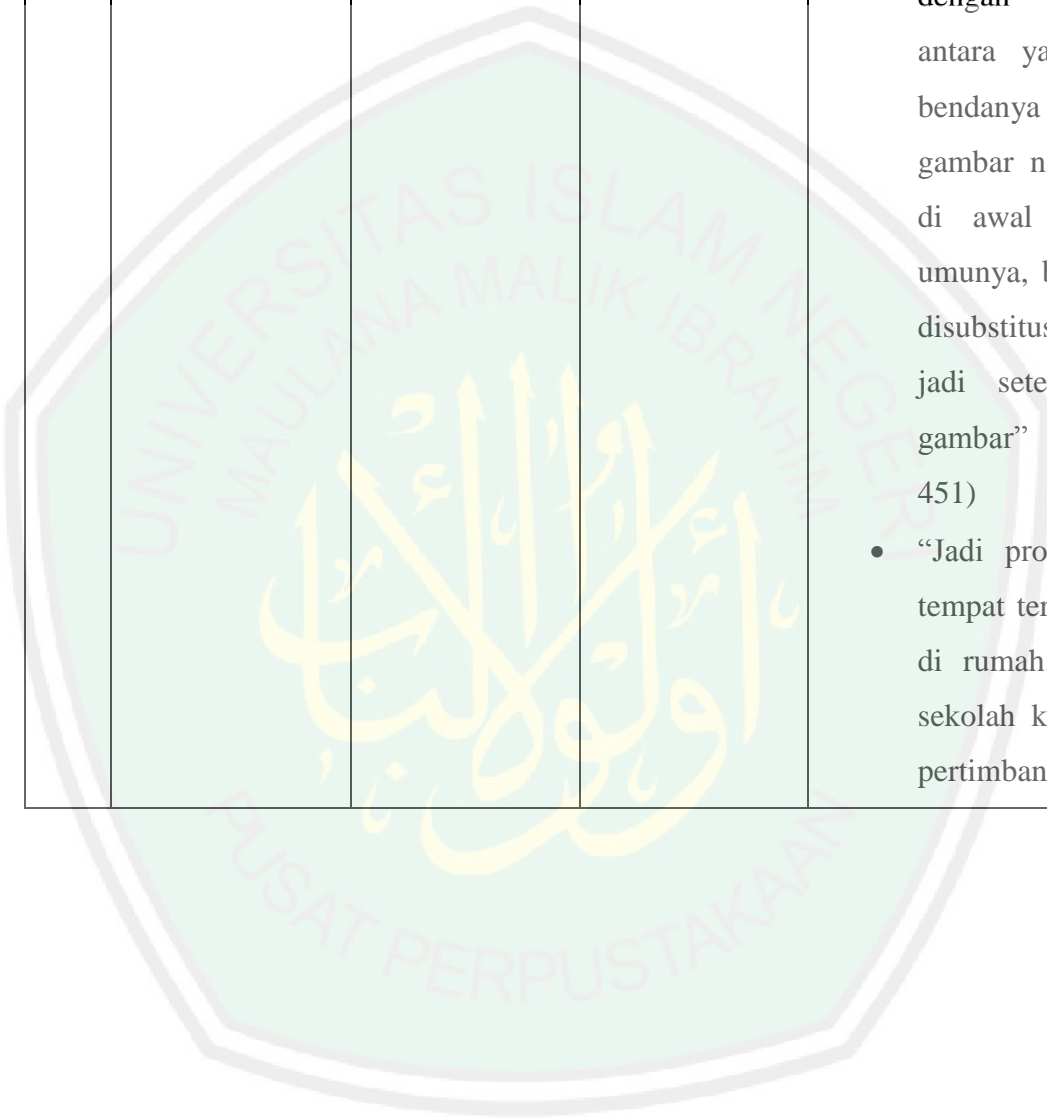 dengan
antara ya
bendanya
gambar n
di awal
umunya, b
disubstitus
jadi sete
gambar”
451)
• “Jadi pro
tempat ter
di rumah
sekolah k
pertimban
UNIVERSITAS ISLAM NEGERI
MAULANA MALIK IBRAHIM
PUSAT PERPUSTAKAAN